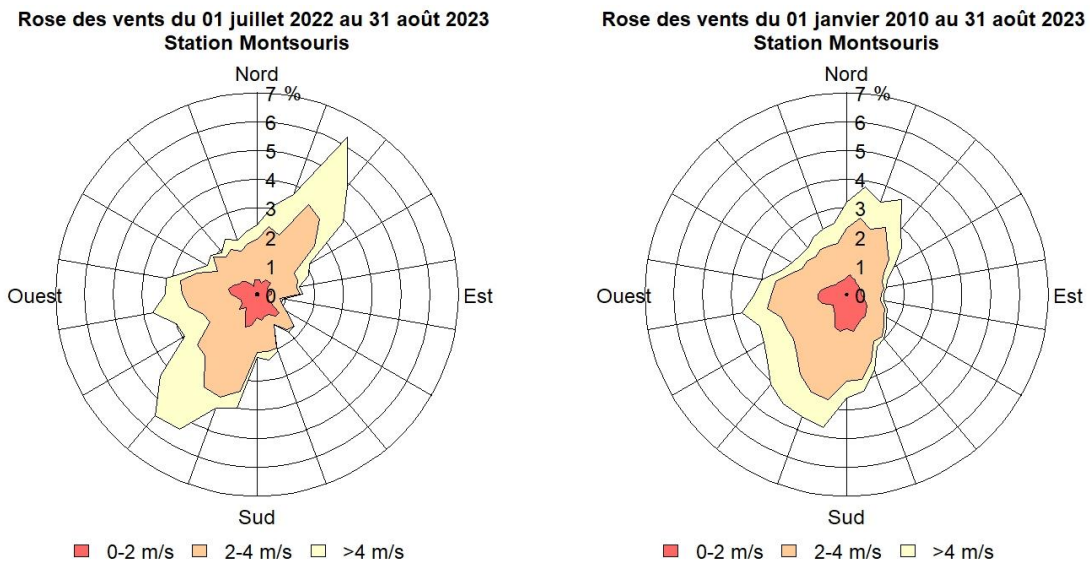 Rose des vents du 01 juillet 2022 au 31 août 2023
Station Montsouris
Nord
7 %
6
5
4
3
2
1
0
Ouest
Est
Sud
0-2 m/s
2-4 m/s
>4 m/s
Rose des vents du 01 janvier 2010 au 31 août 2023
Station Montsouris
Nord
7 %
6
5
4
3
2
1
0
Ouest
Est
Sud
0-2 m/s
2-4 m/s
>4 m/s